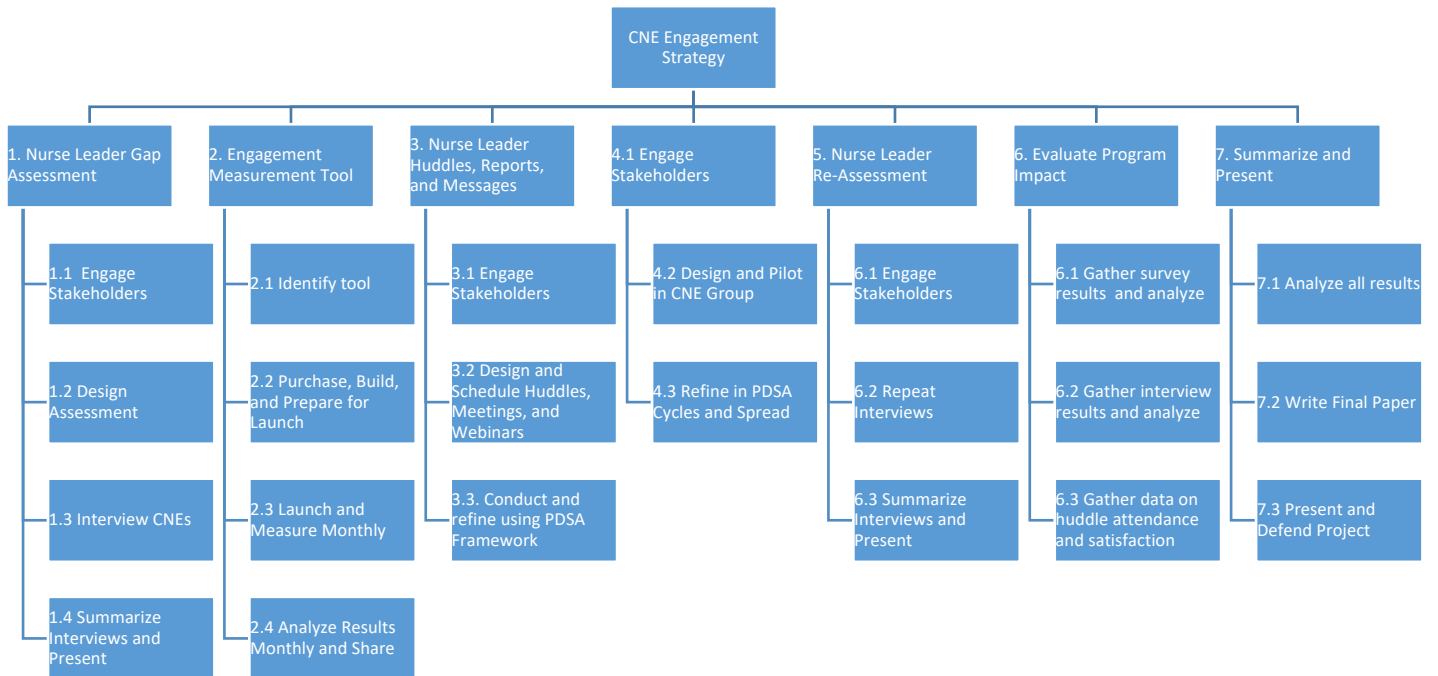 CNE Engagement
Strategy
1. Nurse Leader Gap
Assessment
1.1  Engage
Stakeholders
1.2 Design
Assessment
1.3 Interview CNEs
1.4 Summarize
Interviews and
Present
2. Engagement
Measurement Tool
2.1 Identify tool
2.2 Purchase, Build,
and Prepare for
Launch
2.3 Launch and
Measure Monthly
2.4 Analyze Results
Monthly and Share
3. Nurse Leader
Huddles, Reports,
and Messages
3.1 Engage
Stakeholders
3.2 Design and
Schedule Huddles,
Meetings, and
Webinars
3.3. Conduct and
refine using PDSA
Framework
4.1 Engage
Stakeholders
4.2 Design and Pilot
in CNE Group
4.3 Refine in PDSA
Cycles and Spread
5. Nurse Leader
Re-Assessment
6.1 Engage
Stakeholders
6.2 Repeat
Interviews
6.3 Summarize
Interviews and
Present
6. Evaluate Program
Impact
6.1 Gather survey
results  and analyze
6.2 Gather interview
results and analyze
6.3 Gather data on
huddle attendance
and satisfaction
7. Summarize and
Present
7.1 Analyze all results
7.2 Write Final Paper
7.3 Present and
Defend Project